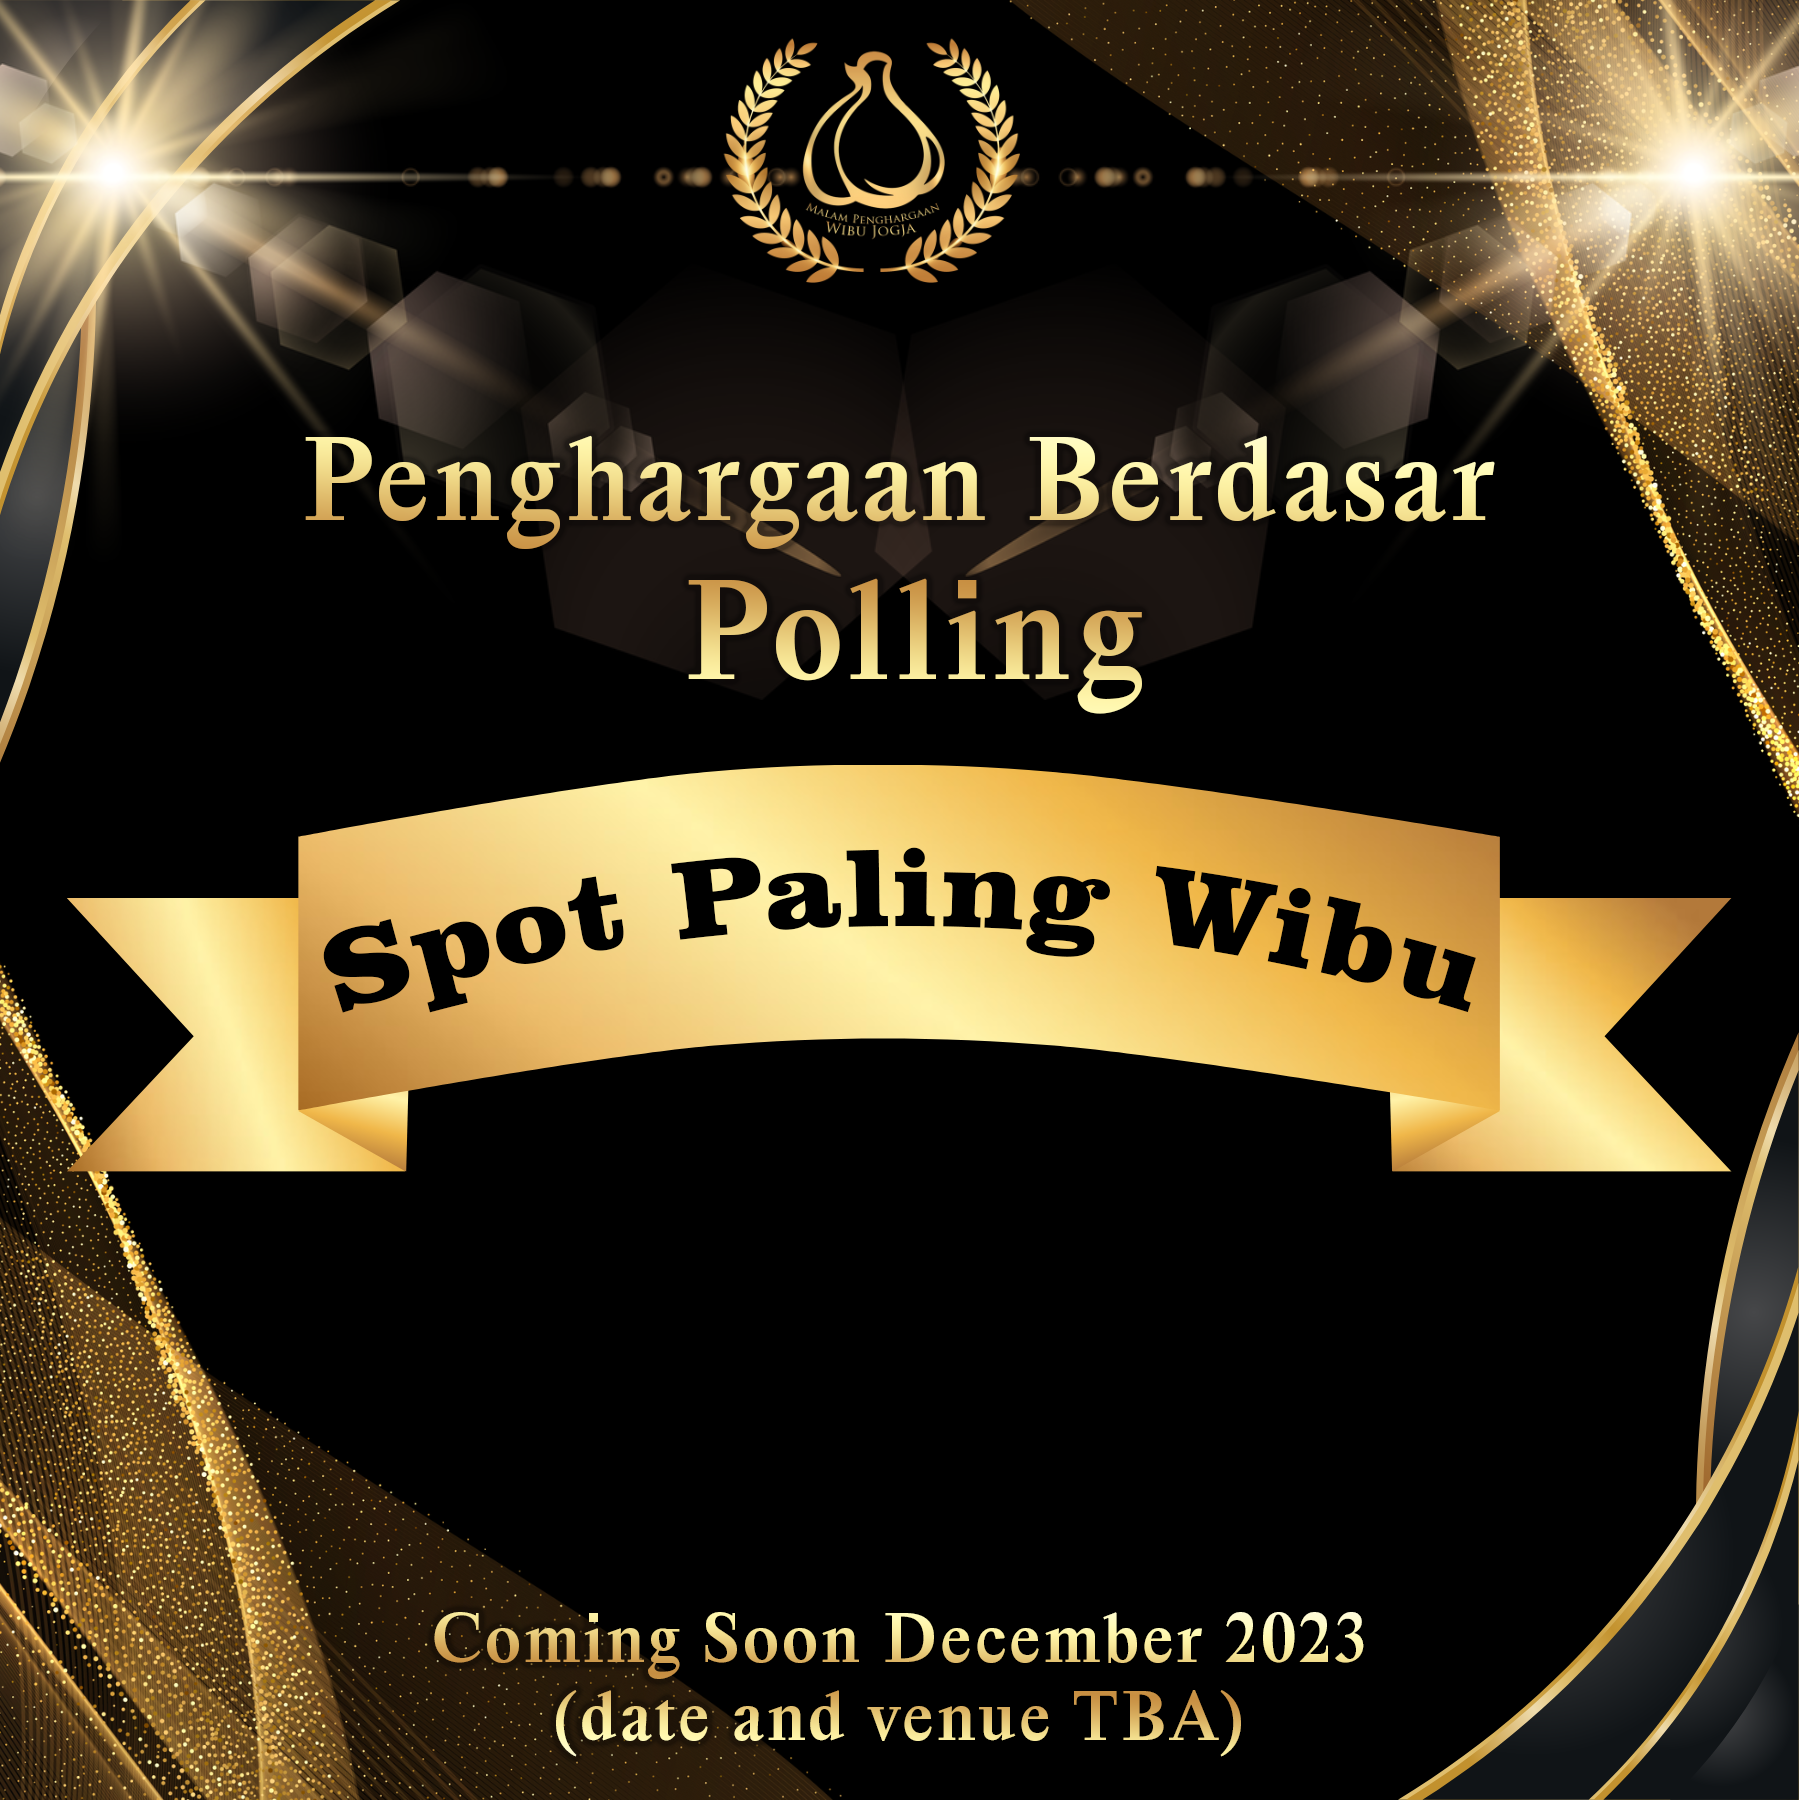 Malam Penghargaan
Wibu Jogja
Penghargaan Berdasar
Polling
Spot Paling Wibu
Coming Soon December 2023
(date and venue TBA)